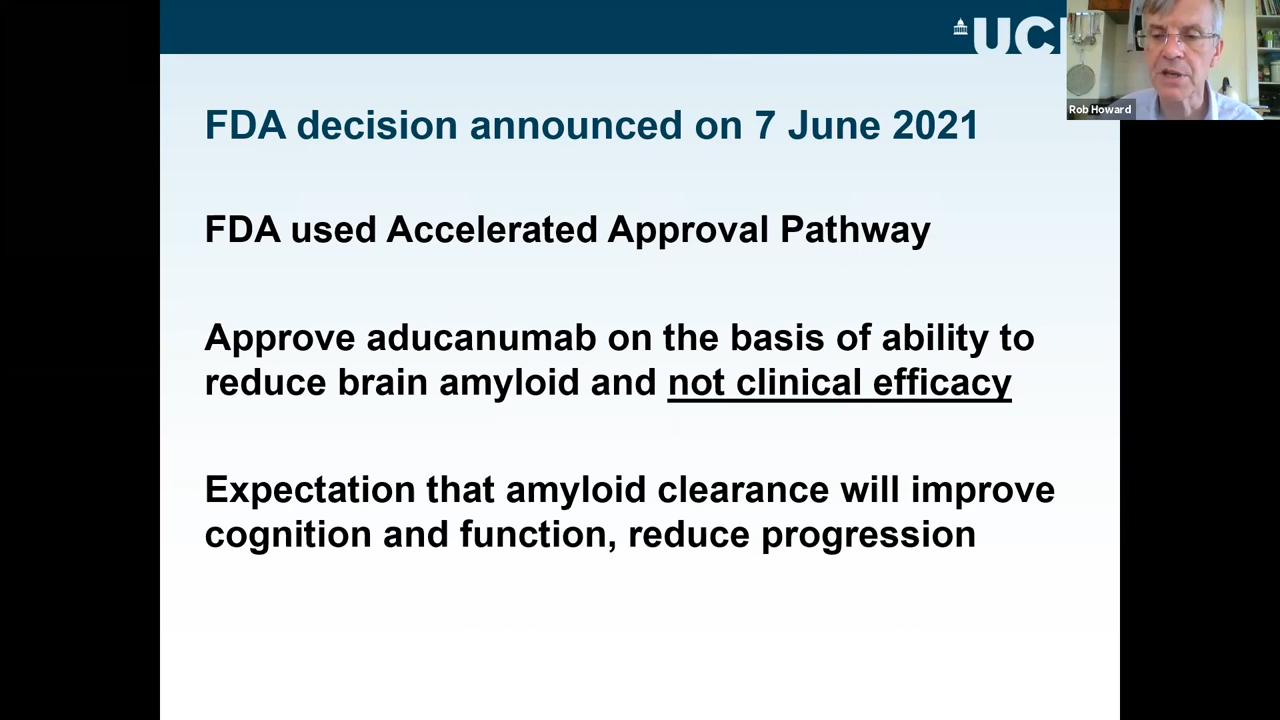 UCL
Rob Howard
FDA decision announced on 7 June 2021
FDA used Accelerated Approval Pathway
Approve aducanumab on the basis of ability to
reduce brain amyloid and not clinical efficacy
Expectation that amyloid clearance will improve
cognition and function, reduce progression